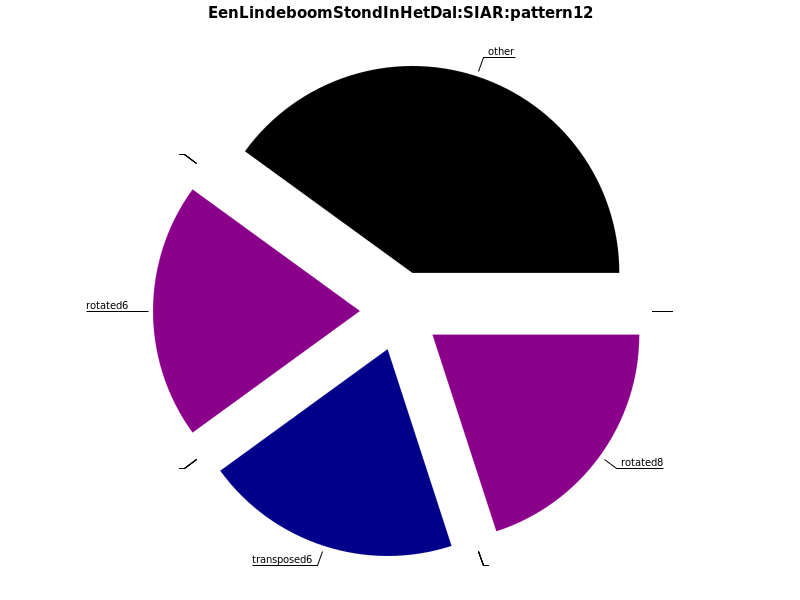 EenLindeboomStondInHetDal:SIAR:pattern12
other
rotated6
rotated8
transposed6